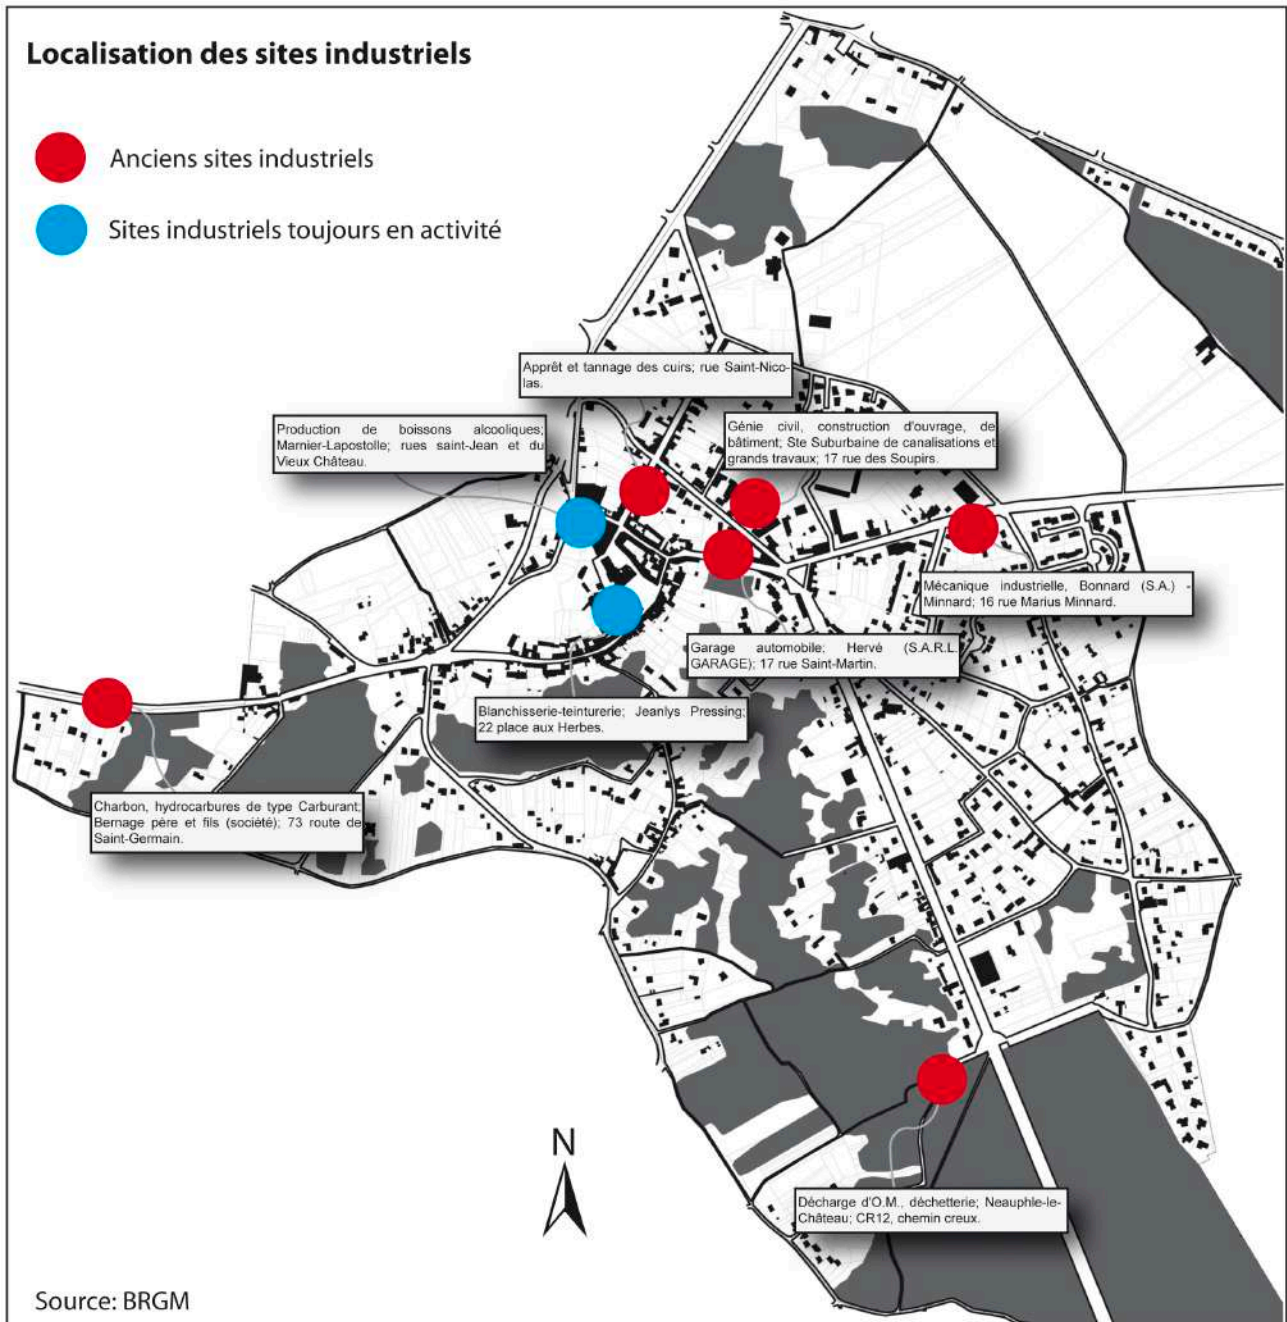 Localisation des sites industriels
Anciens sites industriels
Sites industriels toujours en activité
Apprêt et tannage des cuirs; rue Saint-Nico-
las.
Production de boissons alcooliques;
Marnier-Lapostolle; rues saint-Jean et du
Vieux Château.
Génie civil, construction d'ouvrage, de
bâtiment; Ste Suburbaine de canalisations et
grands travaux; 17 rue des Soupirs.
Mécanique industrielle, Bonnard (S.A.) -
Minnard; 16 rue Marius Minnard.
Garage automobile; Hervé (S.A.R.L.
GARAGE); 17 rue Saint-Martin.
Blanchisserie-teinturerie; Jeanlys Pressing;
22 place aux Herbes.
Charbon, hydrocarbures de type Carburant;
Bernage père et fils (société); 73 route de
Saint-Germain.
N
Décharge d'O.M., déchetterie; Neauphle-le-
Château; CR12, chemin creux.
Source: BRGM